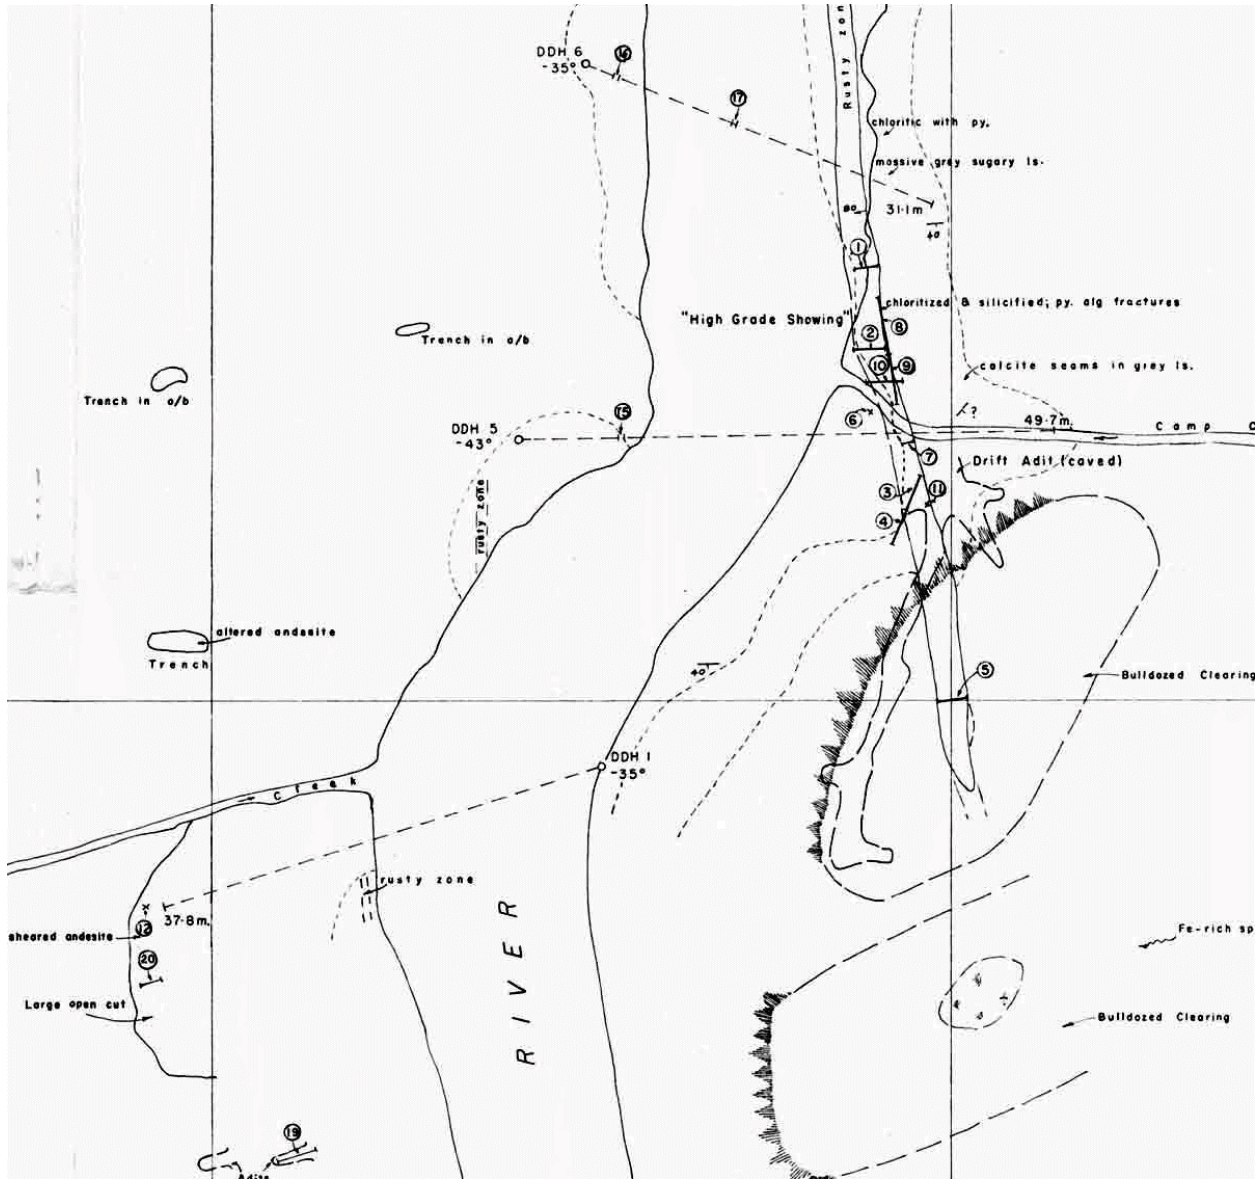 DDH 6
-35°
16
17
Rusty zon
chloritic with py.
massive grey sugary ls.
80
31·1m
40
1
chloritized & silicified; py. alg fractures
"High Grade Showing"
8
2
Trench in a/b
10
9
calcite seams in grey ls.
Trench in a/b
15
6
?
49·7m.
Camp C
DDH 5
-43°
7
Drift Adit (caved)
3
11
4
rusty zone
altered andesite
Trench
40
5
Bulldozed Clearing
DDH 1
-35°
Creek
rusty zone
x
37·8m.
12
sheared andesite
20
Large open cut
RIVER
Fe-rich sp
Bulldozed Clearing
19
Adits